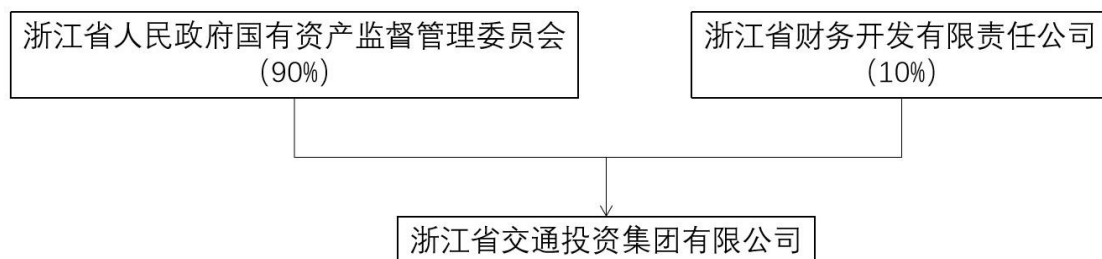 浙江省人民政府国有资产监督管理委员会
(90%)
浙江省财务开发有限责任公司
(10%)
浙江省交通投资集团有限公司